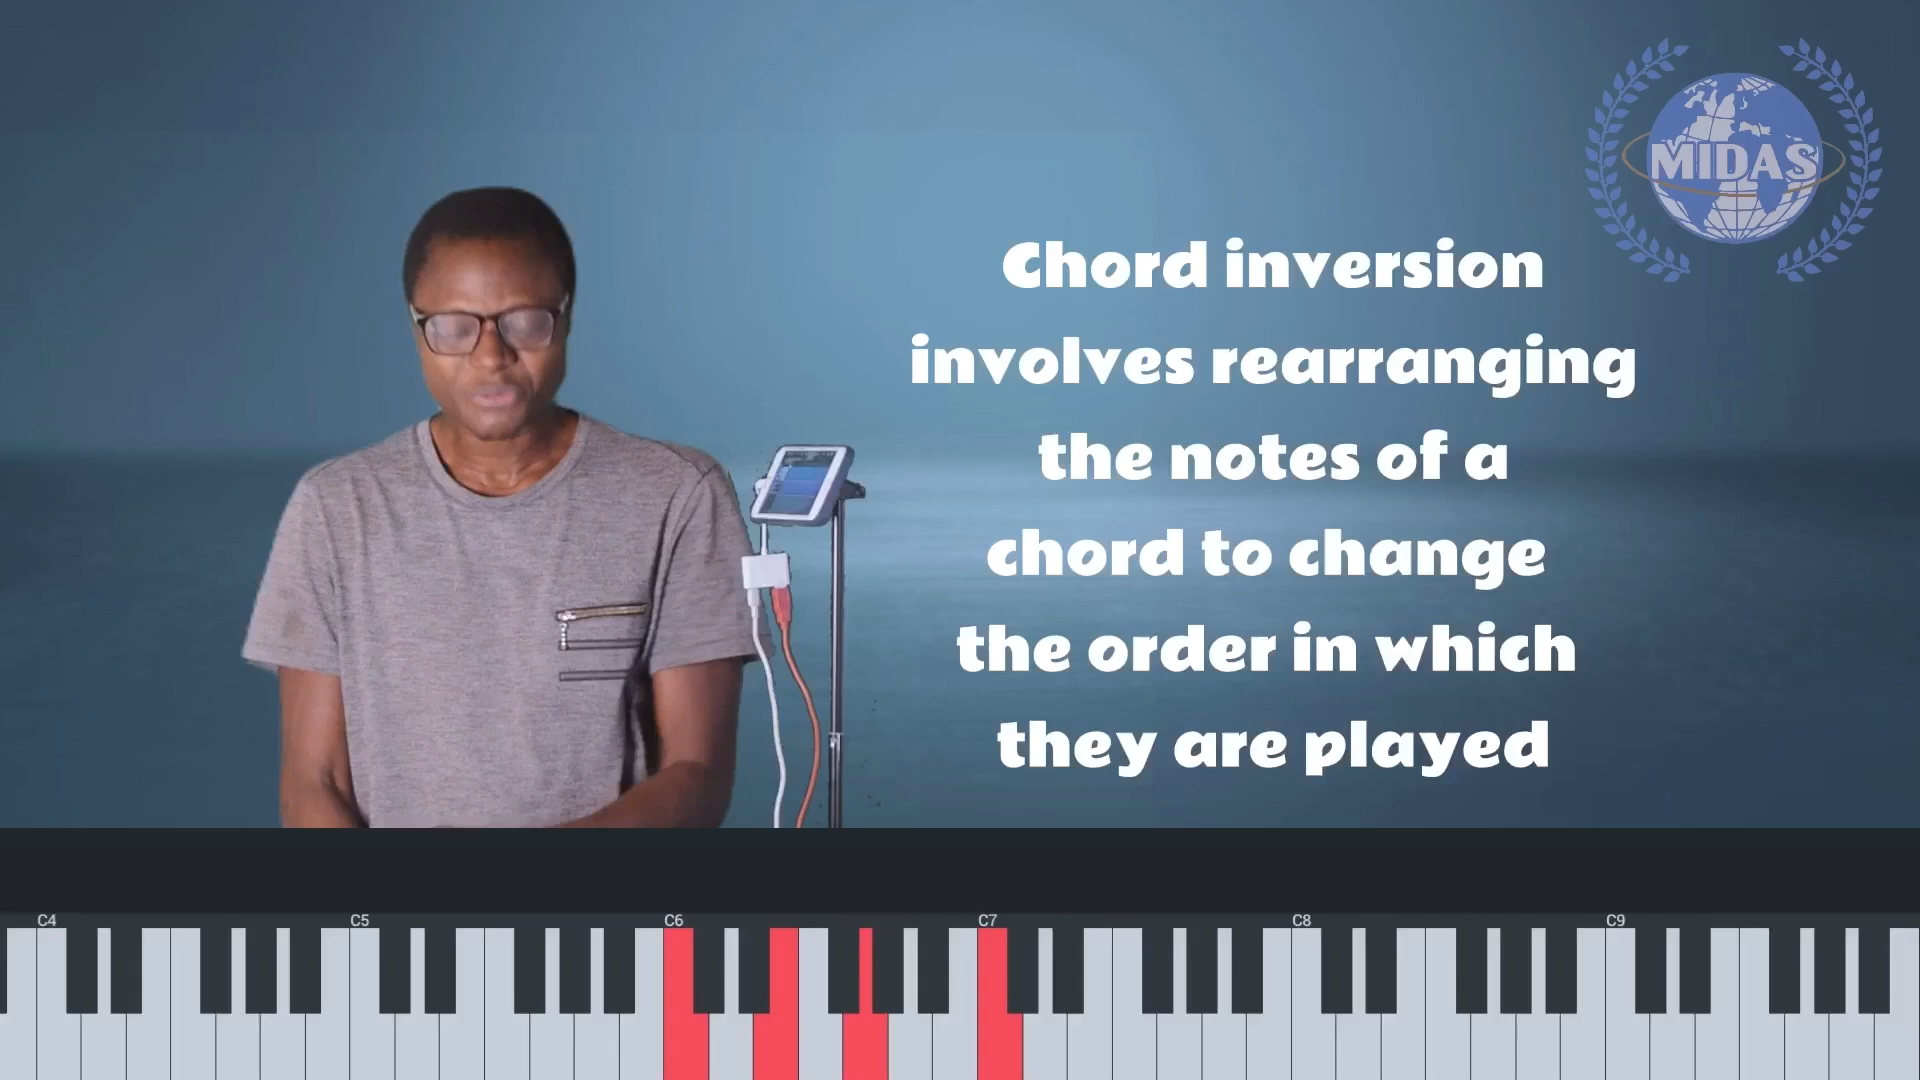 MIDAS
Chord inversion
involves rearranging
the notes of a
chord to change
the order in which
they are played
C4 C5 C6 C7 C8 C9